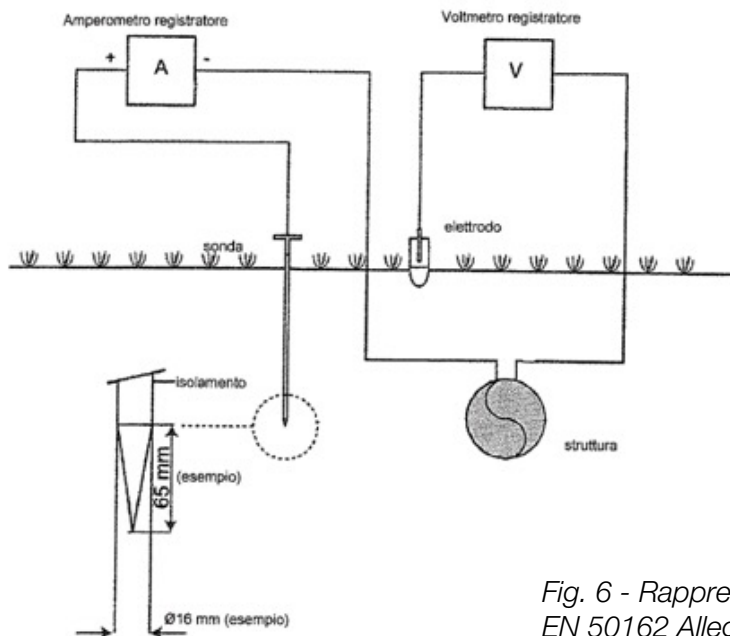 Amperometro registratore
Voltmetro registratore
+ A -
V
sonda
elettrodo
isolamento
65 mm
(esempio)
struttura
Ø16 mm (esempio)
Fig. 6 - Rappre
EN 50162 Alleg